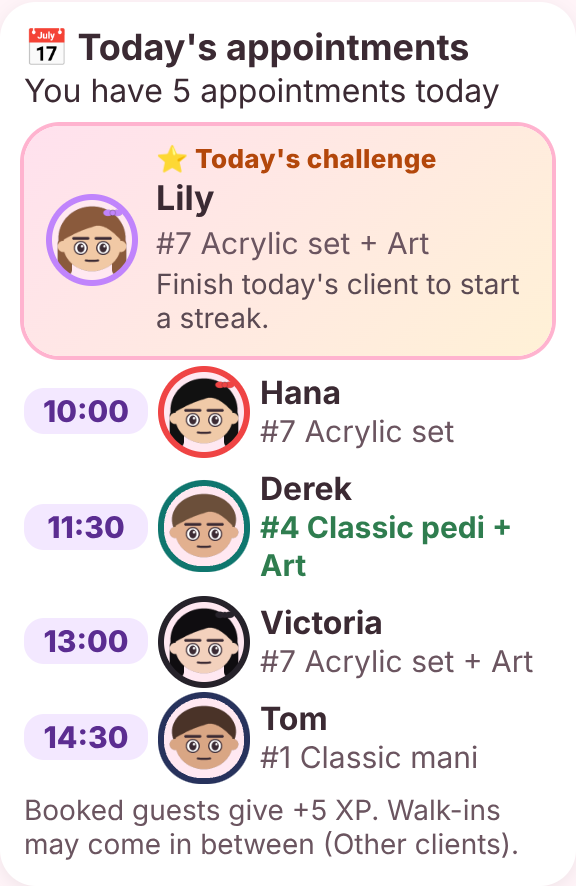 July
17
Today's appointments
You have 5 appointments today
Today's challenge
Lily
#7 Acrylic set + Art
Finish today's client to start
a streak.
10:00
Hana
#7 Acrylic set
11:30
Derek
#4 Classic pedi +
Art
13:00
Victoria
#7 Acrylic set + Art
14:30
Tom
#1 Classic mani
Booked guests give +5 XP. Walk-ins
may come in between (Other clients).